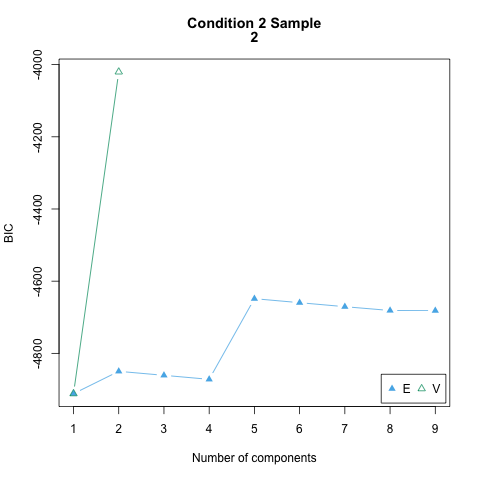 Condition 2 Sample
2
-4000
-4200
-4400
-4600
-4800
BIC
1 2 3 4 5 6 7 8 9
Number of components
E V